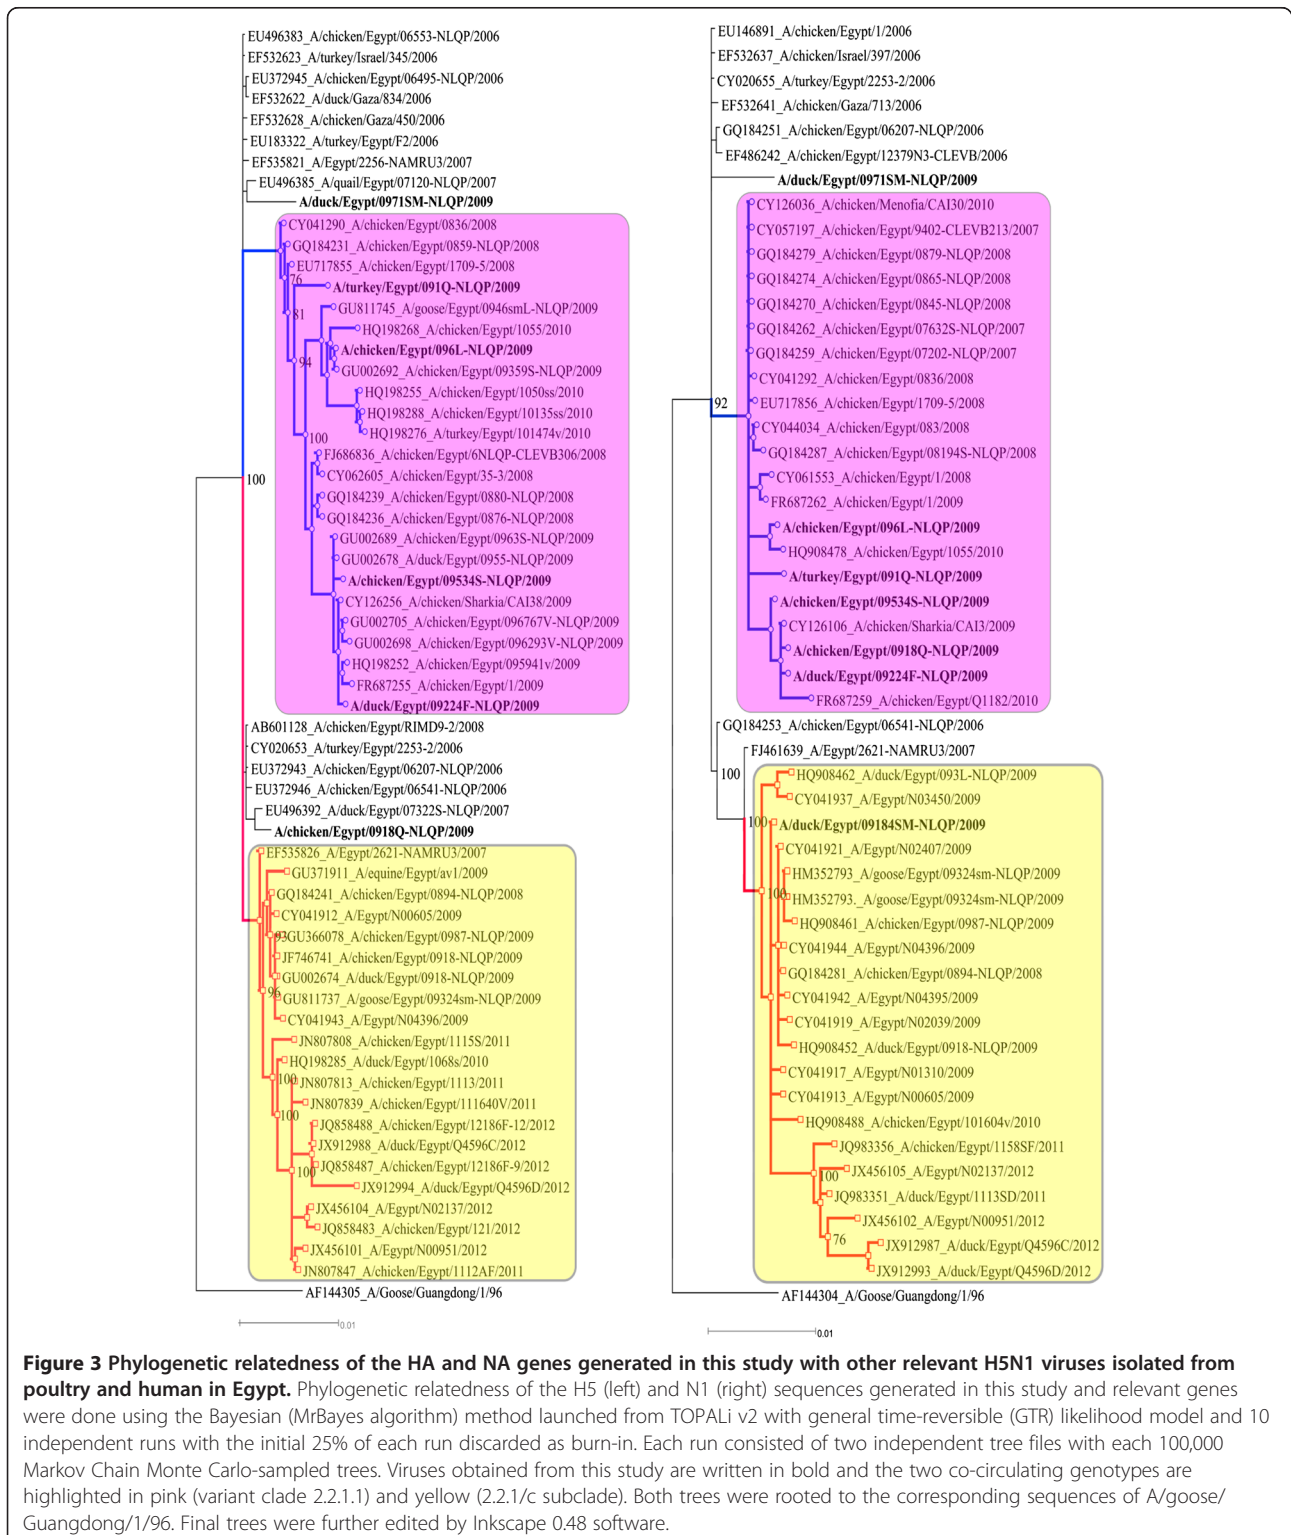 EU496383_A/chicken/Egypt/06553-NLQP/2006
EF532623_A/turkey/Israel/345/2006
EU372945_A/chicken/Egypt/06495-NLQP/2006
EF532622_A/duck/Gaza/834/2006
EF532628_A/chicken/Gaza/450/2006
EU183322_A/turkey/Egypt/F2/2006
EF535821_A/Egypt/2256-NAMRU3/2007
EU496385_A/quail/Egypt/07120-NLQP/2007
A/duck/Egypt/0971SM-NLQP/2009
CY041290_A/chicken/Egypt/0836/2008
GQ184231_A/chicken/Egypt/0859-NLQP/2008
EU717855_A/chicken/Egypt/1709-5/2008
76
A/turkey/Egypt/091Q-NLQP/2009
GU811745_A/goose/Egypt/0946smL-NLQP/2009
81
HQ198268_A/chicken/Egypt/1055/2010
A/chicken/Egypt/096L-NLQP/2009
94
GU002692_A/chicken/Egypt/09359S-NLQP/2009
HQ198255_A/chicken/Egypt/1050ss/2010
HQ198288_A/chicken/Egypt/10135ss/2010
HQ198276_A/turkey/Egypt/101474v/2010
100
FJ686836_A/chicken/Egypt/6NLQP-CLEVB306/2008
CY062605_A/chicken/Egypt/35-3/2008
100
GQ184239_A/chicken/Egypt/0880-NLQP/2008
GQ184236_A/chicken/Egypt/0876-NLQP/2008
GU002689_A/chicken/Egypt/0963S-NLQP/2009
GU002678_A/duck/Egypt/0955-NLQP/2009
A/chicken/Egypt/09534S-NLQP/2009
CY126256_A/chicken/Sharkia/CAI38/2009
GU002705_A/chicken/Egypt/096767V-NLQP/2009
GU002698_A/chicken/Egypt/096293V-NLQP/2009
HQ198252_A/chicken/Egypt/095941v/2009
FR687255_A/chicken/Egypt/1/2009
A/duck/Egypt/09224F-NLQP/2009
AB601128_A/chicken/Egypt/RIMD9-2/2008
CY020653_A/turkey/Egypt/2253-2/2006
EU372943_A/chicken/Egypt/06207-NLQP/2006
EU372946_A/chicken/Egypt/06541-NLQP/2006
EU496392_A/duck/Egypt/07322S-NLQP/2007
A/chicken/Egypt/0918Q-NLQP/2009
EF535826_A/Egypt/2621-NAMRU3/2007
GU371911_A/equine/Egypt/av1/2009
GQ184241_A/chicken/Egypt/0894-NLQP/2008
CY041912_A/Egypt/N00605/2009
93
GU366078_A/chicken/Egypt/0987-NLQP/2009
JF746741_A/chicken/Egypt/0918-NLQP/2009
GU002674_A/duck/Egypt/0918-NLQP/2009
96
GU811737_A/goose/Egypt/09324sm-NLQP/2009
CY041943_A/Egypt/N04396/2009
JN807808_A/chicken/Egypt/1115S/2011
HQ198285_A/duck/Egypt/1068s/2010
100
JN807813_A/chicken/Egypt/1113/2011
JN807839_A/chicken/Egypt/111640V/2011
100
JQ858488_A/chicken/Egypt/12186F-12/2012
JX912988_A/duck/Egypt/Q4596C/2012
100
JQ858487_A/chicken/Egypt/12186F-9/2012
JX912994_A/duck/Egypt/Q4596D/2012
JX456104_A/Egypt/N02137/2012
JQ858483_A/chicken/Egypt/121/2012
JX456101_A/Egypt/N00951/2012
JN807847_A/chicken/Egypt/1112AF/2011
AF144305_A/Goose/Guangdong/1/96
0.01
EU146891_A/chicken/Egypt/1/2006
EF532637_A/chicken/Israel/397/2006
CY020655_A/turkey/Egypt/2253-2/2006
EF532641_A/chicken/Gaza/713/2006
GQ184251_A/chicken/Egypt/06207-NLQP/2006
EF486242_A/chicken/Egypt/12379N3-CLEVB/2006
A/duck/Egypt/0971SM-NLQP/2009
CY126036_A/chicken/Menofia/CAI30/2010
CY057197_A/chicken/Egypt/9402-CLEVB213/2007
GQ184279_A/chicken/Egypt/0879-NLQP/2008
GQ184274_A/chicken/Egypt/0865-NLQP/2008
GQ184270_A/chicken/Egypt/0845-NLQP/2008
GQ184262_A/chicken/Egypt/07632S-NLQP/2007
GQ184259_A/chicken/Egypt/07202-NLQP/2007
CY041292_A/chicken/Egypt/0836/2008
92
EU717856_A/chicken/Egypt/1709-5/2008
CY044034_A/chicken/Egypt/083/2008
GQ184287_A/chicken/Egypt/08194S-NLQP/2008
CY061553_A/chicken/Egypt/1/2008
FR687262_A/chicken/Egypt/1/2009
A/chicken/Egypt/096L-NLQP/2009
HQ908478_A/chicken/Egypt/1055/2010
A/turkey/Egypt/091Q-NLQP/2009
A/chicken/Egypt/09534S-NLQP/2009
CY126106_A/chicken/Sharkia/CAI3/2009
A/chicken/Egypt/0918Q-NLQP/2009
A/duck/Egypt/09224F-NLQP/2009
FR687259_A/chicken/Egypt/Q1182/2010
GQ184253_A/chicken/Egypt/06541-NLQP/2006
FJ461639_A/Egypt/2621-NAMRU3/2007
100
HQ908462_A/duck/Egypt/093L-NLQP/2009
CY041937_A/Egypt/N03450/2009
100
A/duck/Egypt/09184SM-NLQP/2009
CY041921_A/Egypt/N02407/2009
HM352793_A/goose/Egypt/09324sm-NLQP/2009
100
HM352793._A/goose/Egypt/09324sm-NLQP/2009
HQ908461_A/chicken/Egypt/0987-NLQP/2009
CY041944_A/Egypt/N04396/2009
GQ184281_A/chicken/Egypt/0894-NLQP/2008
CY041942_A/Egypt/N04395/2009
CY041919_A/Egypt/N02039/2009
HQ908452_A/duck/Egypt/0918-NLQP/2009
CY041917_A/Egypt/N01310/2009
CY041913_A/Egypt/N00605/2009
HQ908488_A/chicken/Egypt/101604v/2010
JQ983356_A/chicken/Egypt/1158SF/2011
JX456105_A/Egypt/N02137/2012
100
JQ983351_A/duck/Egypt/1113SD/2011
JX456102_A/Egypt/N00951/2012
76
JX912987_A/duck/Egypt/Q4596C/2012
JX912993_A/duck/Egypt/Q4596D/2012
AF144304_A/Goose/Guangdong/1/96
0.01
Figure 3 Phylogenetic relatedness of the HA and NA genes generated in this study with other relevant H5N1 viruses isolated from
poultry and human in Egypt. Phylogenetic relatedness of the H5 (left) and N1 (right) sequences generated in this study and relevant genes
were done using the Bayesian (MrBayes algorithm) method launched from TOPALi v2 with general time-reversible (GTR) likelihood model and 10
independent runs with the initial 25% of each run discarded as burn-in. Each run consisted of two independent tree files with each 100,000
Markov Chain Monte Carlo-sampled trees. Viruses obtained from this study are written in bold and the two co-circulating genotypes are
highlighted in pink (variant clade 2.2.1.1) and yellow (2.2.1/c subclade). Both trees were rooted to the corresponding sequences of A/goose/
Guangdong/1/96. Final trees were further edited by Inkscape 0.48 software.